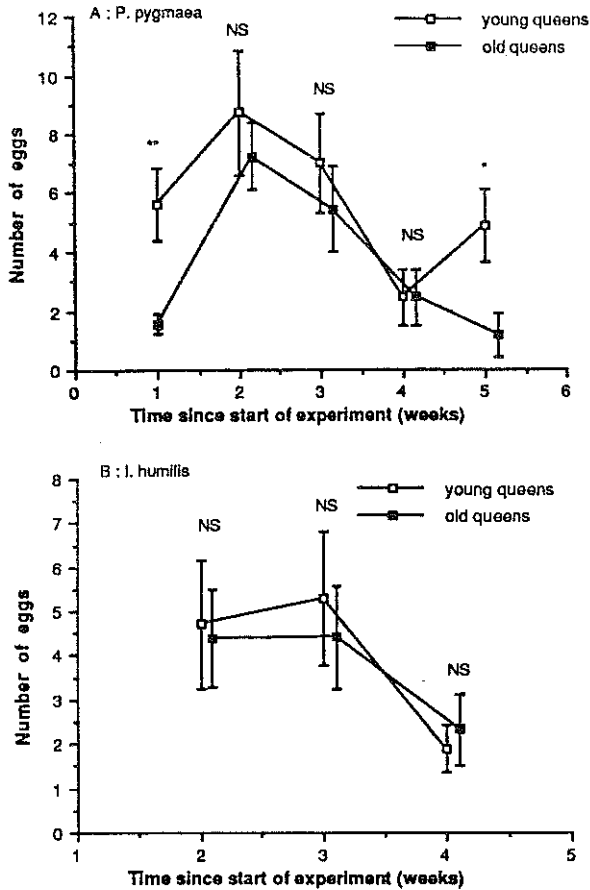 A : P. pygmaea
young queens
old queens
NS
NS
**
*
NS
Number of eggs
12
10
8
6
4
2
0
0 1 2 3 4 5 6
Time since start of experiment (weeks)
B : I. humilis
young queens
old queens
NS
NS
NS
Number of eggs
8
7
6
5
4
3
2
1
0
1 2 3 4 5
Time since start of experiment (weeks)